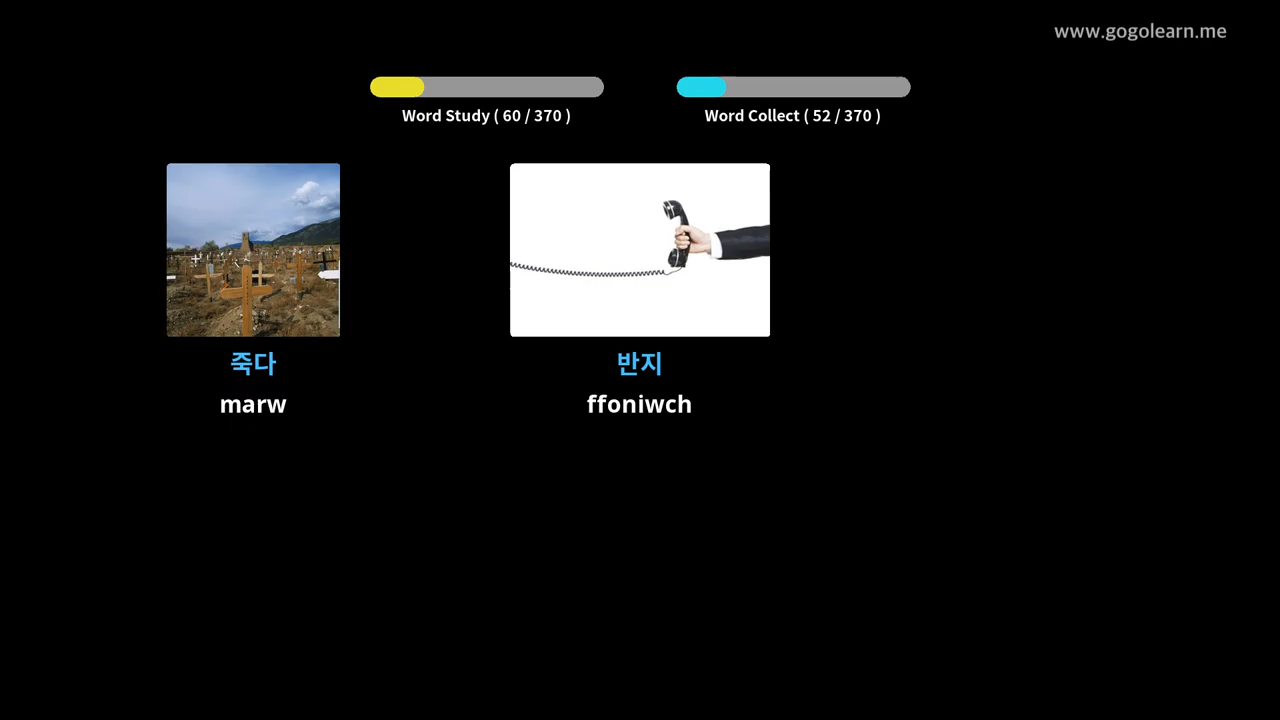 www.gogolearn.me
Word Study ( 60 / 370 )
Word Collect ( 52 / 370 )
죽다
marw
반지
ffoniwch